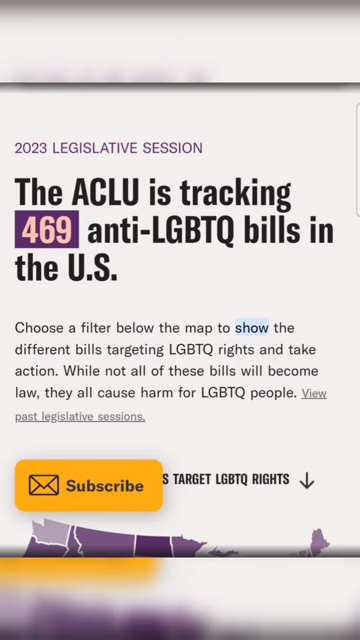 2023 LEGISLATIVE SESSION
The ACLU is tracking
469 anti-LGBTQ bills in
the U.S.
Choose a filter below the map to show the
different bills targeting LGBTQ rights and take
action. While not all of these bills will become
law, they all cause harm for LGBTQ people. View
past legislative sessions.
Subscribe
S TARGET LGBTQ RIGHTS ↓